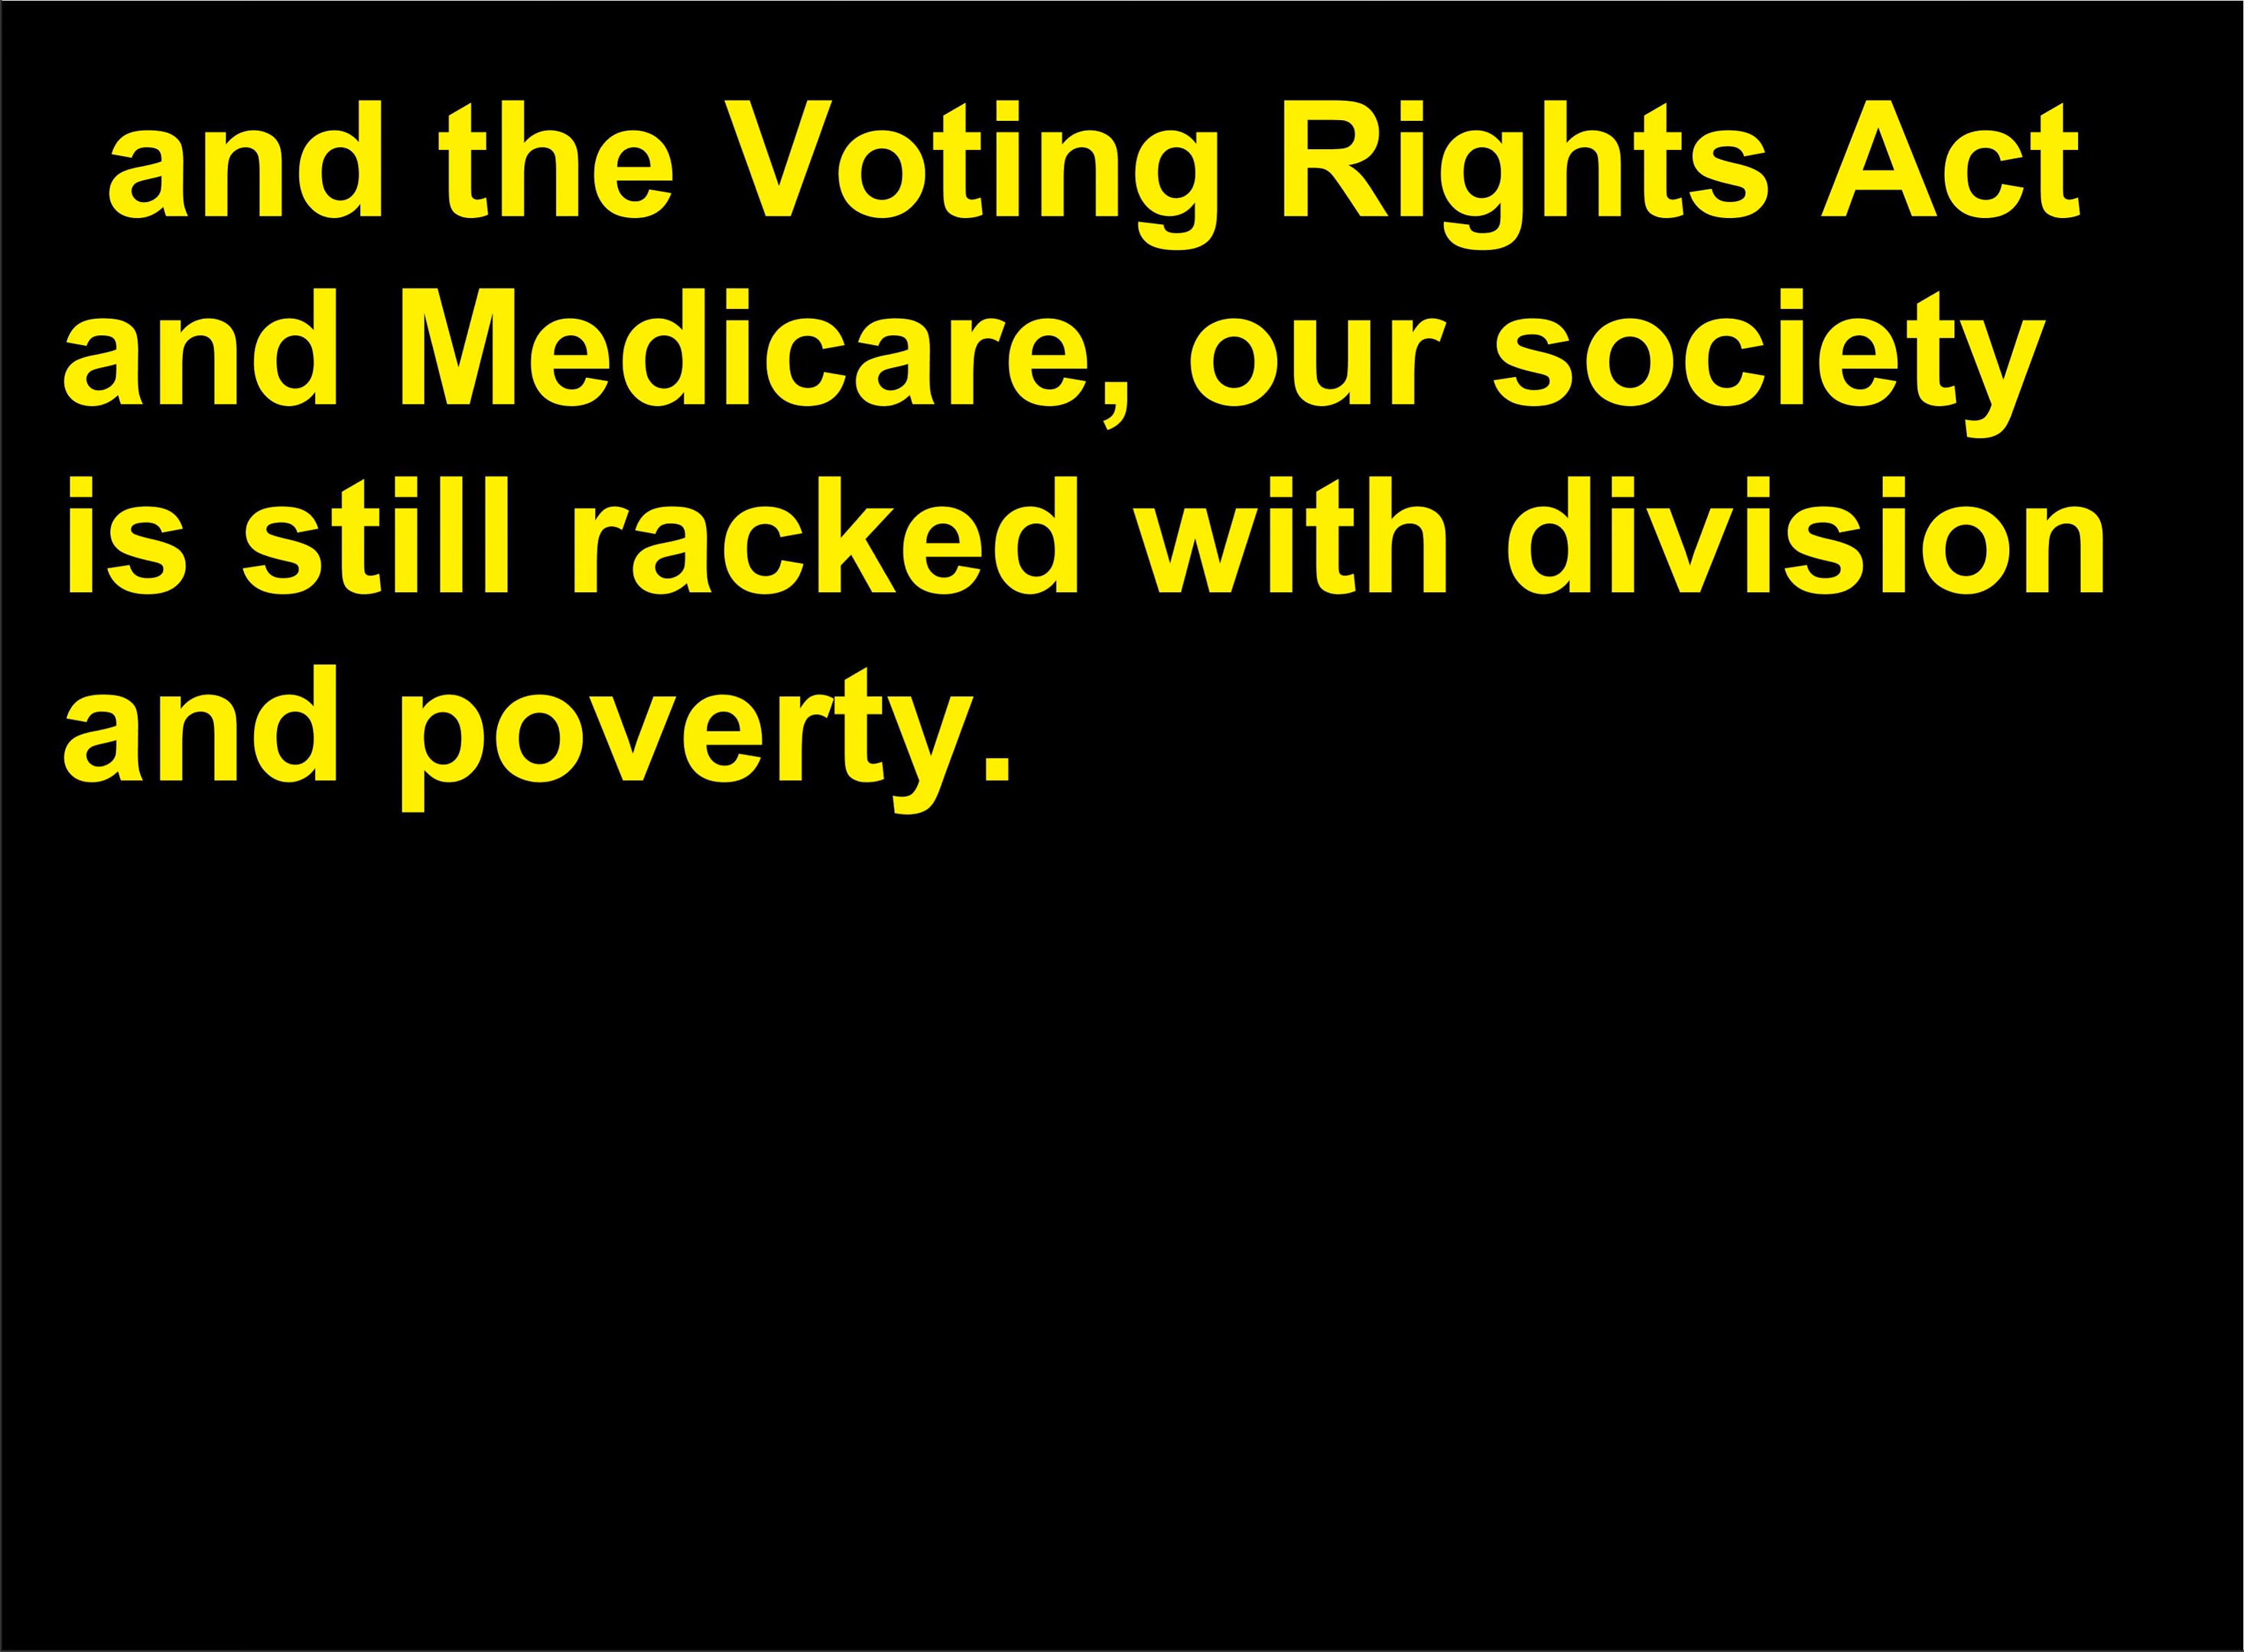 and the Voting Rights Act
and Medicare, our society
is still racked with division
and poverty.